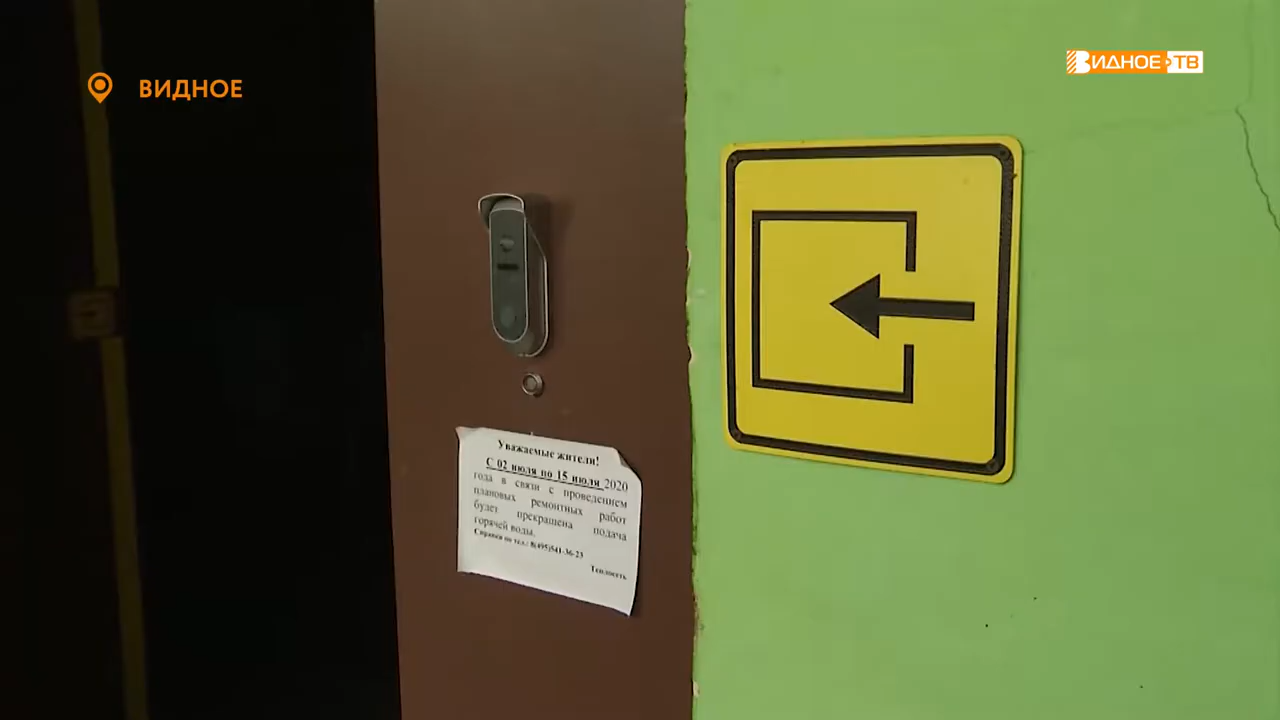 ВИДНОЕ
ВИДНОЕ ТВ
Уважаемые жители!
С 02 июля по 15 июля 2020
года в связи с проведением
плановых ремонтных работ
будет прекращена подача
горячей воды.
Справки по тел.: 8(495)541-36-23
Теплосеть